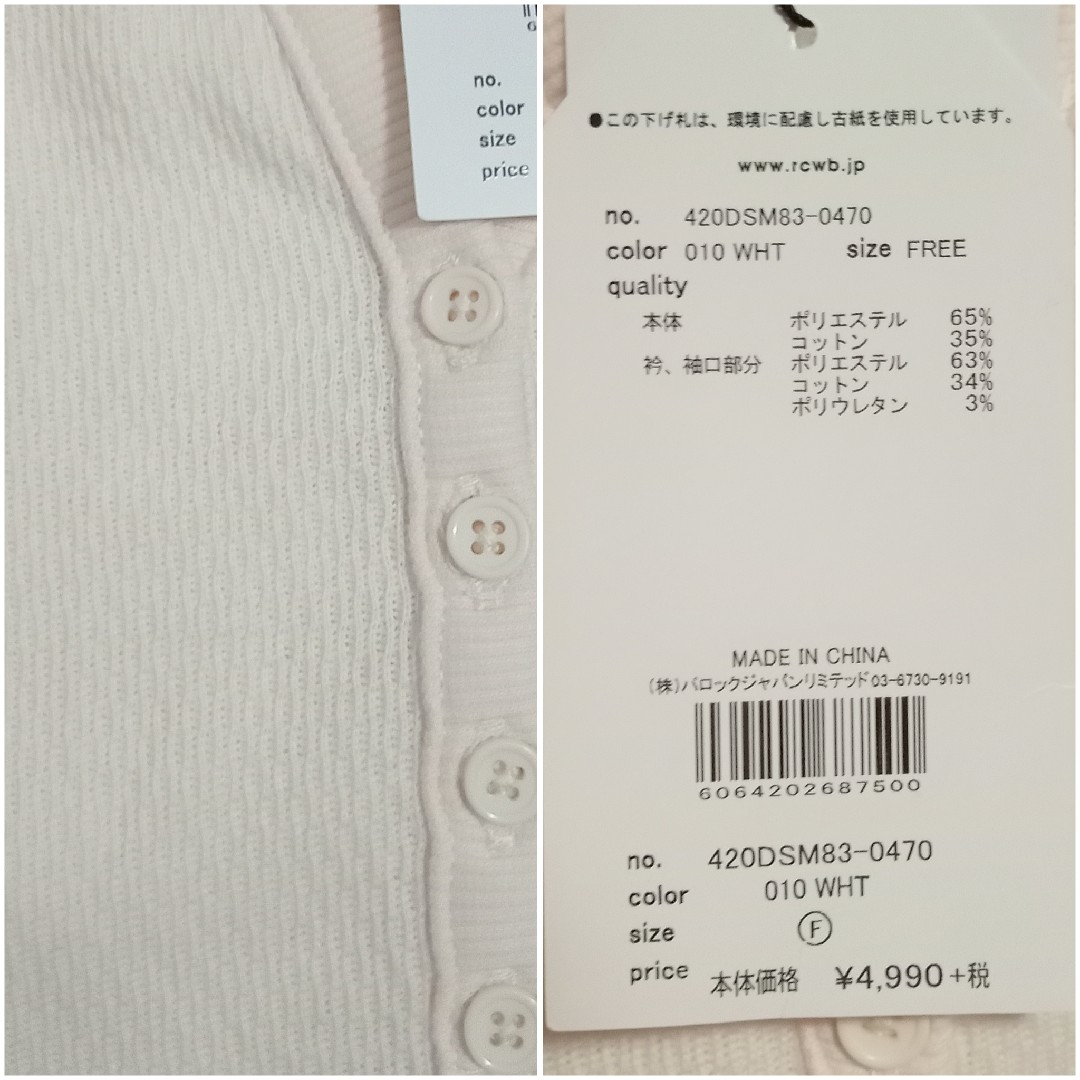 no.
color
size
price
●この下げ札は、環境に配慮し古紙を使用しています。
www.rcwb.jp
no. 420DSM83-0470
color 010 WHT size FREE
quality
本体 ポリエステル 65%
コットン 35%
衿、袖口部分 ポリエステル 63%
コットン 34%
ポリウレタン 3%
MADE IN CHINA
(株)バロックジャパンリミテッド03-6730-9191
6064202687500
no. 420DSM83-0470
color 010 WHT
size F
price 本体価格 ¥4,990+税